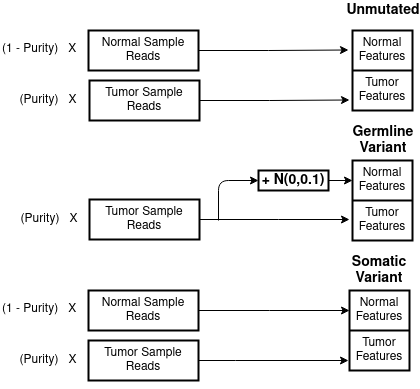 Unmutated
(1 - Purity) X Normal Sample Reads Normal Features
(Purity) X Tumor Sample Reads Tumor Features
Germline Variant
+ N(0,0.1) Normal Features
(Purity) X Tumor Sample Reads Tumor Features
Somatic Variant
(1 - Purity) X Normal Sample Reads Normal Features
(Purity) X Tumor Sample Reads Tumor Features